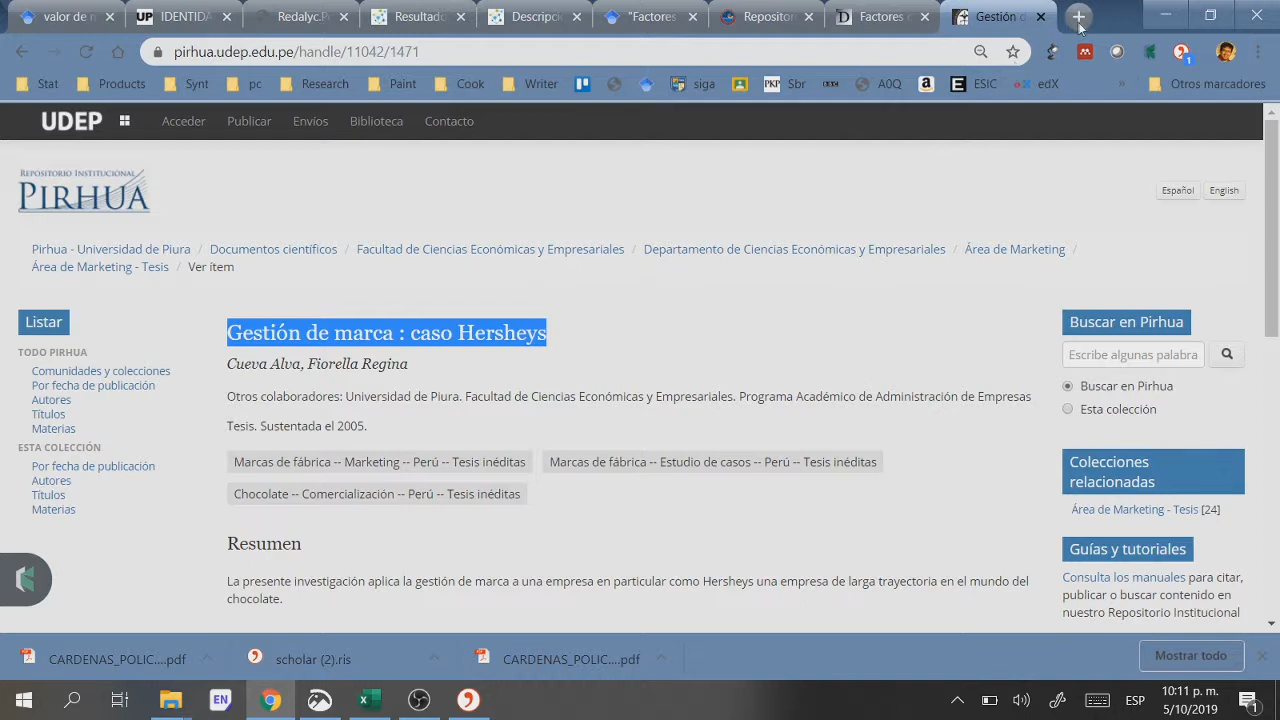 valor de m
UP IDENTIDA
Redalyc.P
Resultado
Descripci
"Factores
Repositor
Factores e
Gestión d
pirhua.udep.edu.pe/handle/11042/1471
Stat
Products
Synt
pc
Research
Paint
Cook
Writer
siga
PKP Sbr
A0Q
ESIC
edX
»
Otros marcadores
UDEP
Acceder
Publicar
Envíos
Biblioteca
Contacto
REPOSITORIO INSTITUCIONAL
PIRHUA
Español
English
Pirhua - Universidad de Piura / Documentos científicos / Facultad de Ciencias Económicas y Empresariales / Departamento de Ciencias Económicas y Empresariales / Área de Marketing /
Área de Marketing - Tesis / Ver ítem
Listar
TODO PIRHUA
Comunidades y colecciones
Por fecha de publicación
Autores
Títulos
Materias
ESTA COLECCIÓN
Por fecha de publicación
Autores
Títulos
Materias
Gestión de marca : caso Hersheys
Cueva Alva, Fiorella Regina
Otros colaboradores: Universidad de Piura. Facultad de Ciencias Económicas y Empresariales. Programa Académico de Administración de Empresas
Tesis. Sustentada el 2005.
Marcas de fábrica -- Marketing -- Perú -- Tesis inéditas
Marcas de fábrica -- Estudio de casos -- Perú -- Tesis inéditas
Chocolate -- Comercialización -- Perú -- Tesis inéditas
Resumen
La presente investigación aplica la gestión de marca a una empresa en particular como Hersheys una empresa de larga trayectoria en el mundo del
chocolate.
Buscar en Pirhua
Escribe algunas palabra
Buscar en Pirhua
Esta colección
Colecciones
relacionadas
Área de Marketing - Tesis [24]
Guías y tutoriales
Consulta los manuales para citar,
publicar o buscar contenido en
nuestro Repositorio Institucional
CARDENAS_POLIC....pdf
scholar (2).ris
CARDENAS_POLIC....pdf
Mostrar todo
EN
ESP
10:11 p. m.
5/10/2019
1